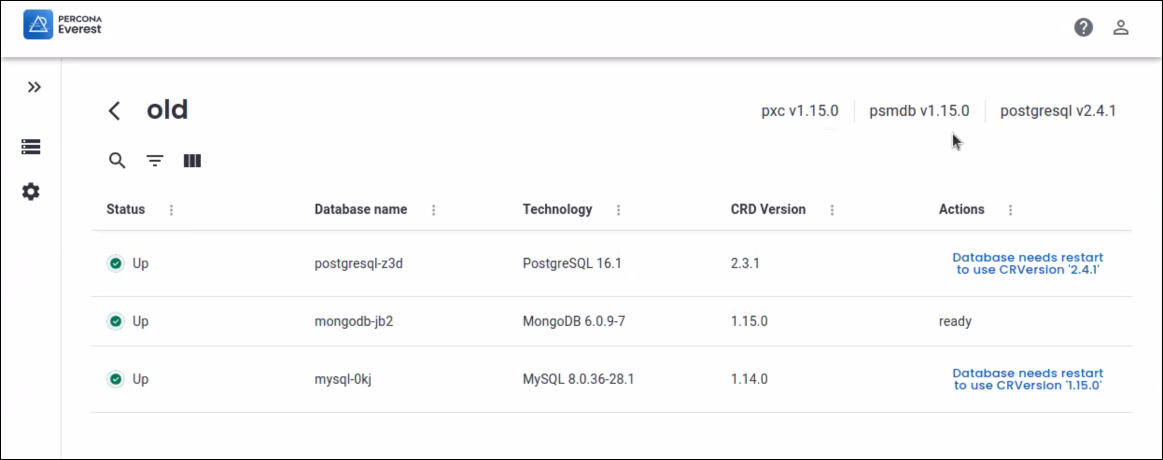 PERCONA
Everest
old
pxc v1.15.0 psmdb v1.15.0 postgresql v2.4.1
Status Database name Technology CRD Version Actions
Up postgresql-z3d PostgreSQL 16.1 2.3.1 Database needs restart
to use CRVersion '2.4.1'
Up mongodb-jb2 MongoDB 6.0.9-7 1.15.0 ready
Up mysql-0kj MySQL 8.0.36-28.1 1.14.0 Database needs restart
to use CRVersion '1.15.0'